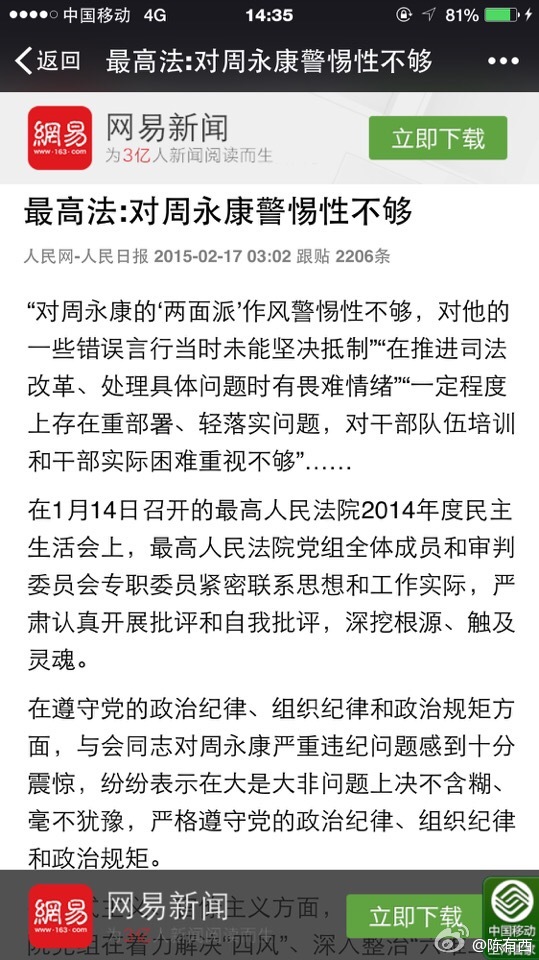 中国移动 4G 14:35 81%
返回 最高法:对周永康警惕性不够
網易
www·163·com
网易新闻
为3亿人新闻阅读而生
立即下载
最高法:对周永康警惕性不够
人民网-人民日报 2015-02-17 03:02 跟贴 2206条
“对周永康的‘两面派’作风警惕性不够，对他的
一些错误言行当时未能坚决抵制”“在推进司法
改革、处理具体问题时有畏难情绪”“一定程度
上存在重部署、轻落实问题，对干部队伍培训
和干部实际困难重视不够”……
在1月14日召开的最高人民法院2014年度民主
生活会上，最高人民法院党组全体成员和审判
委员会专职委员紧密联系思想和工作实际，严
肃认真开展批评和自我批评，深挖根源、触及
灵魂。
在遵守党的政治纪律、组织纪律和政治规矩方
面，与会同志对周永康严重违纪问题感到十分
震惊，纷纷表示在大是大非问题上决不含糊、
毫不犹豫，严格遵守党的政治纪律、组织纪律
和政治规矩。
義易
www·163·com
网易新闻
为3亿人新闻阅读而生
立即下载
主义方面，
院党组在着力解决“四风”、深入整治“六
中国移动
@陈有西